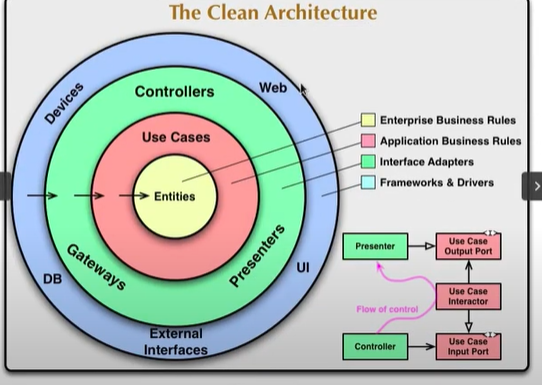 The Clean Architecture
Devices
Web
Controllers
Use Cases
Entities
Gateways
Presenters
DB
UI
External
Interfaces
Enterprise Business Rules
Application Business Rules
Interface Adapters
Frameworks & Drivers
Presenter
Use Case
Output Port
Flow of control
Use Case
Interactor
Controller
Use Case
Input Port